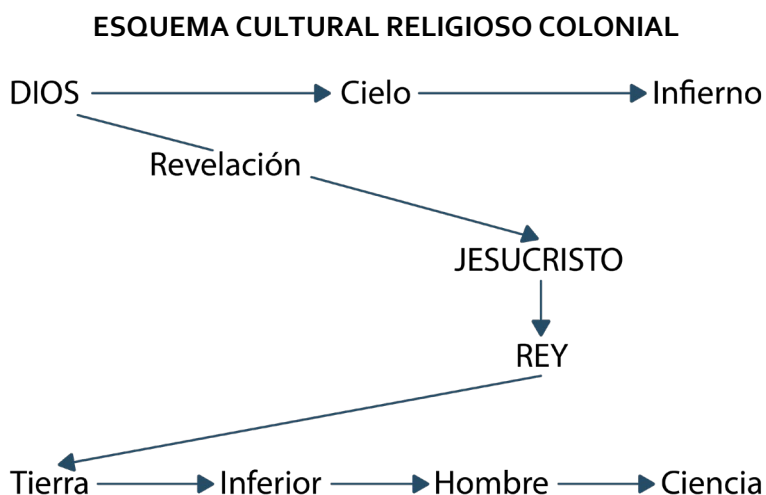 ESQUEMA CULTURAL RELIGIOSO COLONIAL
DIOS Cielo Infierno
Revelación
JESUCRISTO
REY
Tierra Inferior Hombre Ciencia